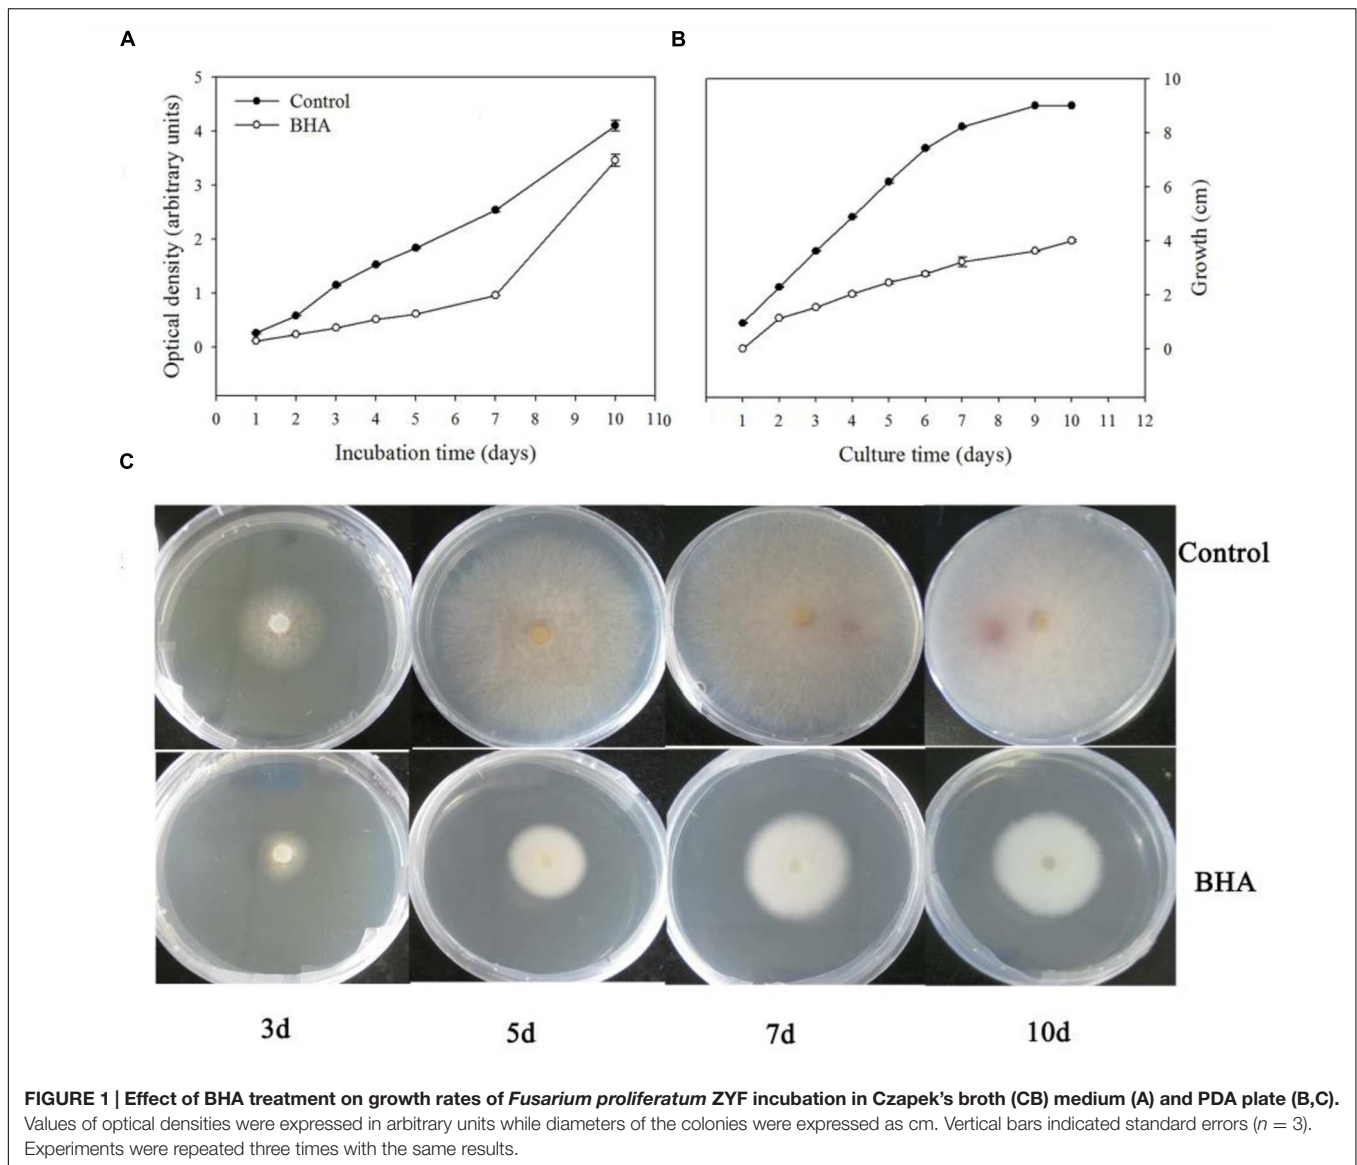 A
B
5
4
3
2
1
0
Optical density (arbitrary units)
Control
BHA
0 1 2 3 4 5 6 7 8 9 10 110
Incubation time (days)
10
8
6
4
2
0
Growth (cm)
1 2 3 4 5 6 7 9 10 11 12
Culture time (days)
C
Control
BHA
3d 5d 7d 10d
FIGURE 1 | Effect of BHA treatment on growth rates of Fusarium proliferatum ZYF incubation in Czapek's broth (CB) medium (A) and PDA plate (B,C).
Values of optical densities were expressed in arbitrary units while diameters of the colonies were expressed as cm. Vertical bars indicated standard errors (n = 3).
Experiments were repeated three times with the same results.